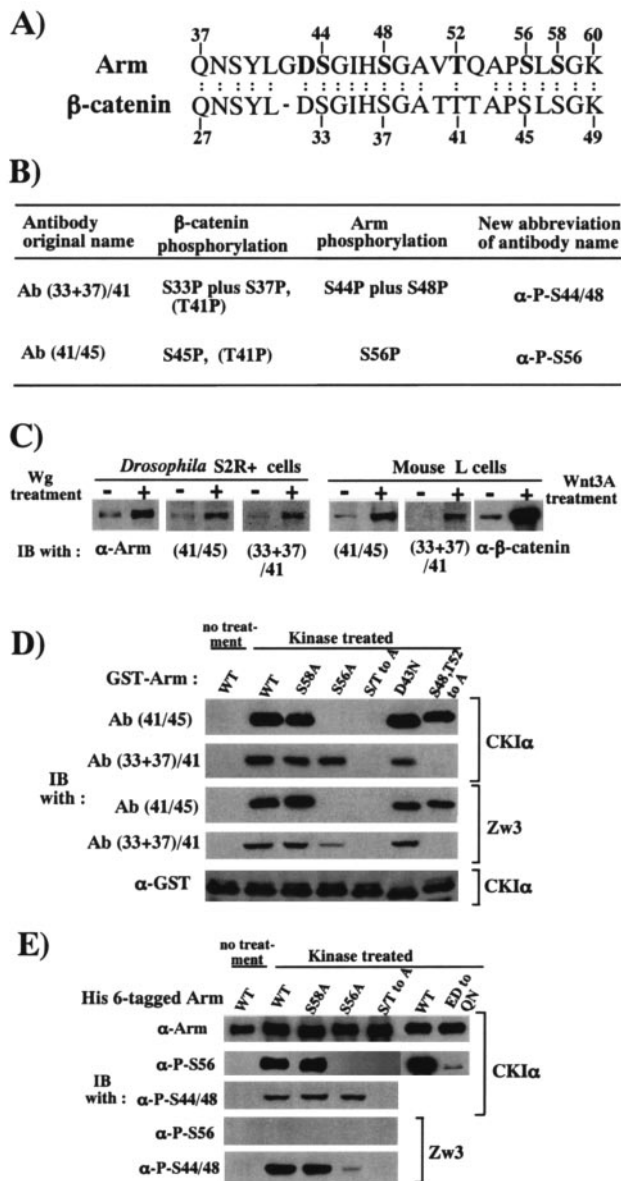 A)
37 44 48 52 56 58 60
Arm QNSYLGDSGIHSGAVTQAPSLSGK
β-catenin QNSYL-DSGIHSGATTTAPSLSGK
27 33 37 41 45 49
B)
Antibody original name β-catenin phosphorylation Arm phosphorylation New abbreviation of antibody name
Ab (33+37)/41 S33P plus S37P, (T41P) S44P plus S48P α-P-S44/48
Ab (41/45) S45P, (T41P) S56P α-P-S56
C)
Drosophila S2R+ cells Mouse L cells
Wg treatment - + - + - + - + - + - + Wnt3A treatment
IB with : α-Arm (41/45) (33+37)/41 (41/45) (33+37)/41 α-β-catenin
D)
no treat-ment Kinase treated
GST-Arm : WT WT S58A S56A S/T to A D43N S48,T52 to A
Ab (41/45)
Ab (33+37)/41 CKIα
IB with :
Ab (41/45)
Ab (33+37)/41 Zw3
α-GST CKIα
E)
no treat-ment Kinase treated
His 6-tagged Arm WT WT S58A S56A S/T to A WT ED to QN
α-Arm
α-P-S56 CKIα
IB with : α-P-S44/48
α-P-S56
α-P-S44/48 Zw3